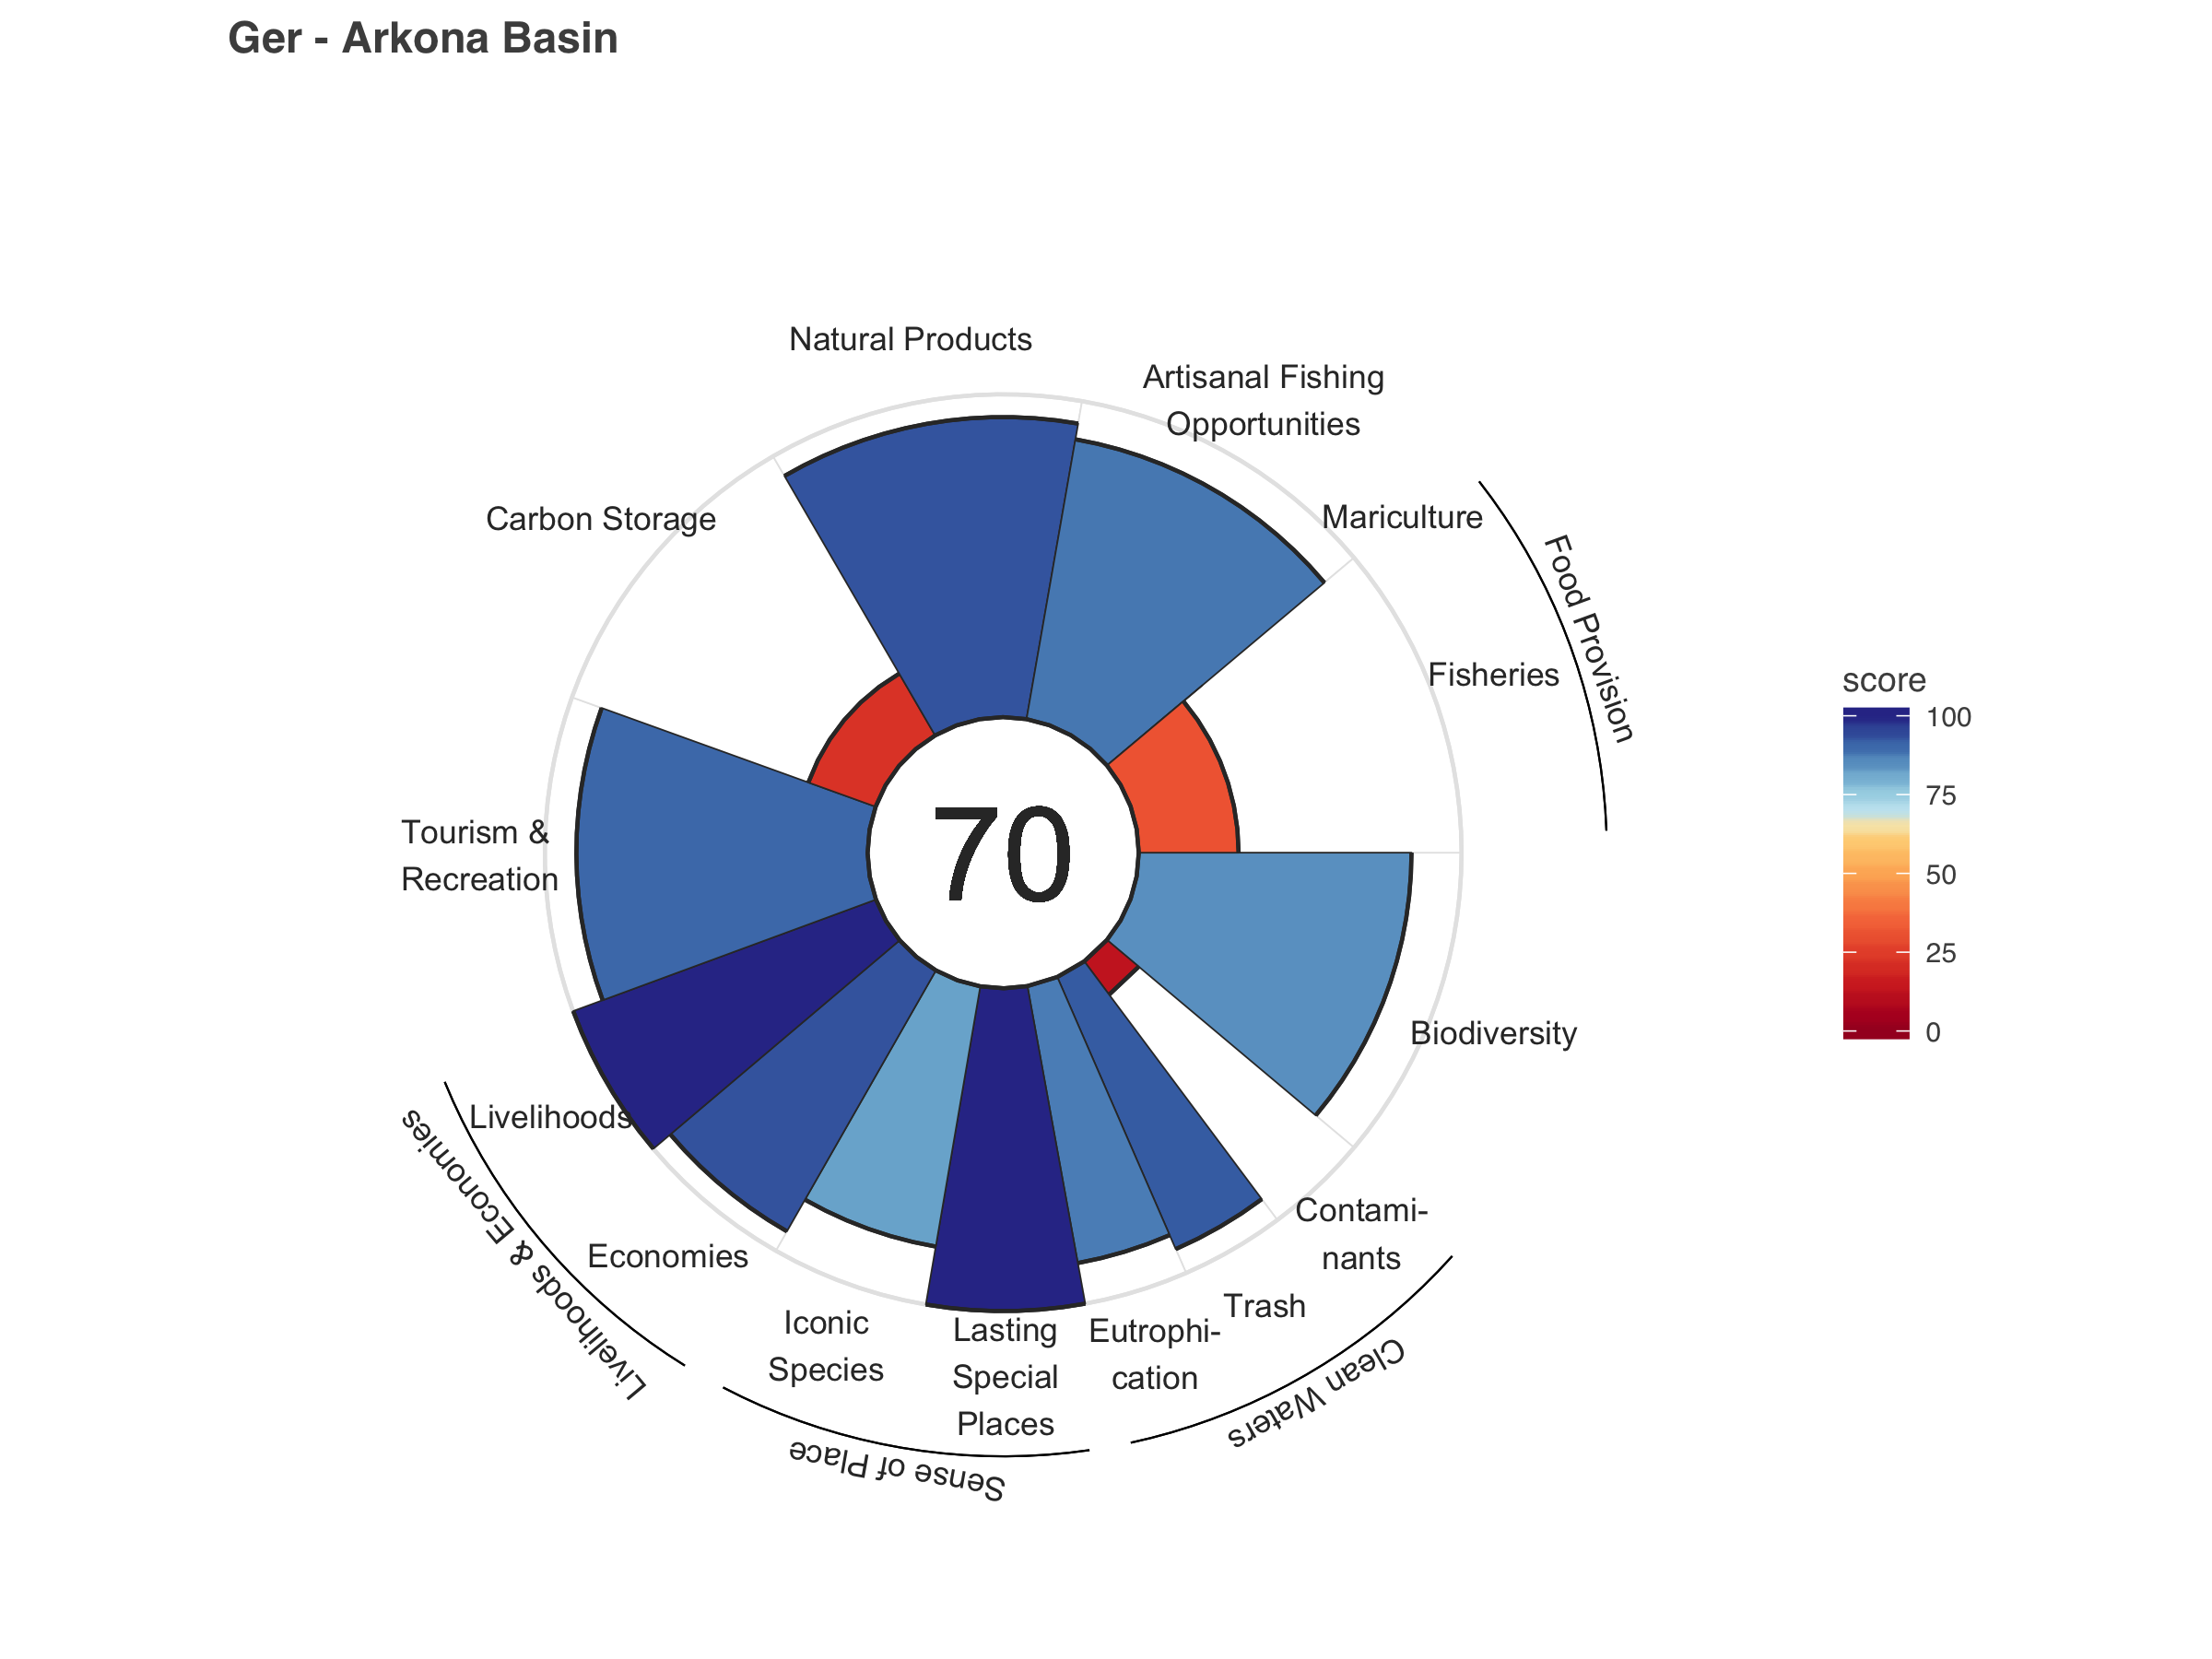 Ger - Arkona Basin
Natural Products
Artisanal Fishing
Opportunities
Carbon Storage
Mariculture
Food Provision
Fisheries
score
100
75
50
25
0
Tourism &
Recreation
70
Biodiversity
Livelihoods
Livelihoods & Economies
Economies
Contami-
nants
Trash
Iconic
Species
Lasting
Special
Places
Eutrophi-
cation
Clean Waters
Sense of Place